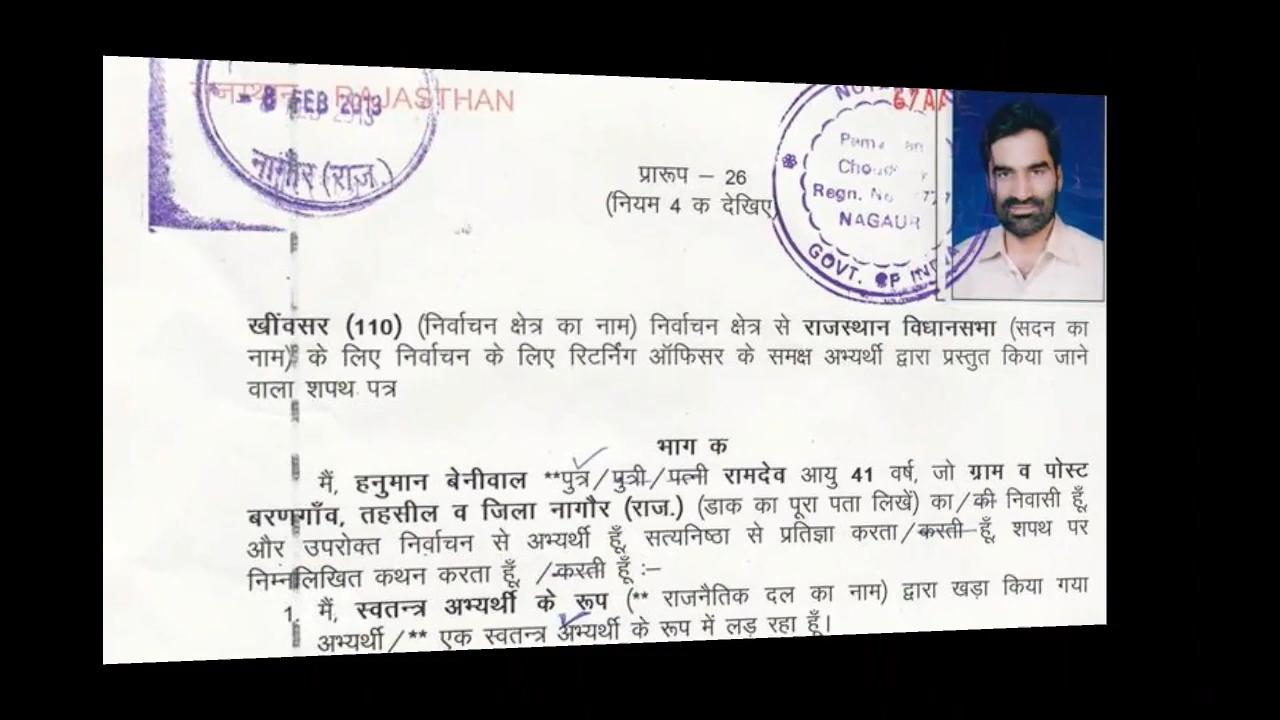 राजस्थान RAJASTHAN
- 8 FEB 2013
नागौर (राज.)
67AA
Choud
Regn. No
NAGAUR
GOVT. OF INDIA
प्रारूप – 26
(नियम 4 क देखिए
खींवसर (110) (निर्वाचन क्षेत्र का नाम) निर्वाचन क्षेत्र से राजस्थान विधानसभा (सदन का
नाम) के लिए निर्वाचन के लिए रिटर्निंग ऑफिसर के समक्ष अभ्यर्थी द्वारा प्रस्तुत किया जाने
वाला शपथ पत्र
भाग क
मैं, हनुमान बेनीवाल **पुत्र/पुत्री/पत्नी रामदेव आयु 41 वर्ष, जो ग्राम व पोस्ट
बरणगाँव, तहसील व जिला नागौर (राज.) (डाक का पूरा पता लिखें) का/की निवासी हूँ,
और उपरोक्त निर्वाचन से अभ्यर्थी हूँ, सत्यनिष्ठा से प्रतिज्ञा करता/करती हूँ, शपथ पर
निम्नलिखित कथन करता हूँ, /करती हूँ :–
1. मैं, स्वतन्त्र अभ्यर्थी के रूप (** राजनैतिक दल का नाम) द्वारा खड़ा किया गया
अभ्यर्थी/** एक स्वतन्त्र अभ्यर्थी के रूप में लड़ रहा हूँ।